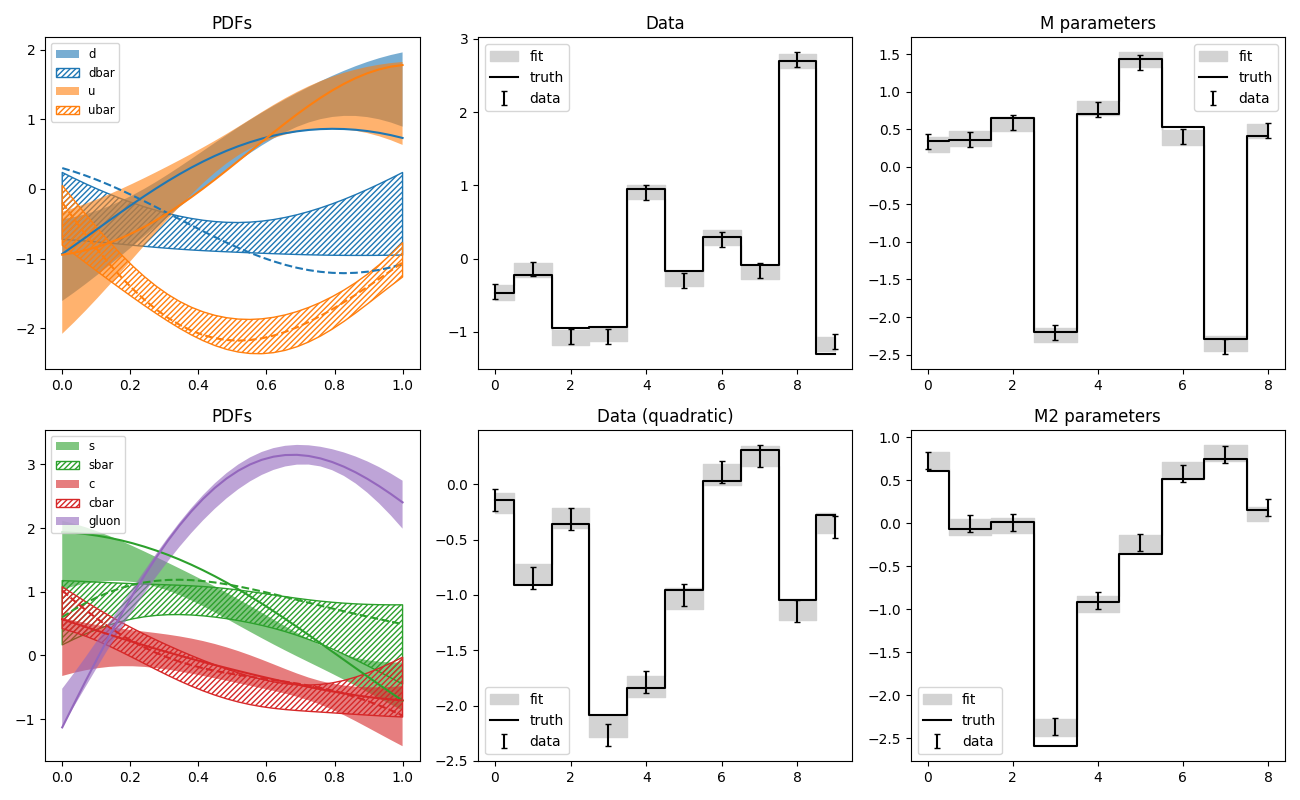 PDFs
d
dbar
u
ubar
2
1
0
−1
−2
0.0 0.2 0.4 0.6 0.8 1.0
Data
fit
truth
data
3
2
1
0
−1
0 2 4 6 8
M parameters
fit
truth
data
1.5
1.0
0.5
0.0
−0.5
−1.0
−1.5
−2.0
−2.5
0 2 4 6 8
PDFs
s
sbar
c
cbar
gluon
3
2
1
0
−1
0.0 0.2 0.4 0.6 0.8 1.0
Data (quadratic)
0.0
−0.5
−1.0
−1.5
−2.0
−2.5
fit
truth
data
0 2 4 6 8
M2 parameters
1.0
0.5
0.0
−0.5
−1.0
−1.5
−2.0
−2.5
fit
truth
data
0 2 4 6 8